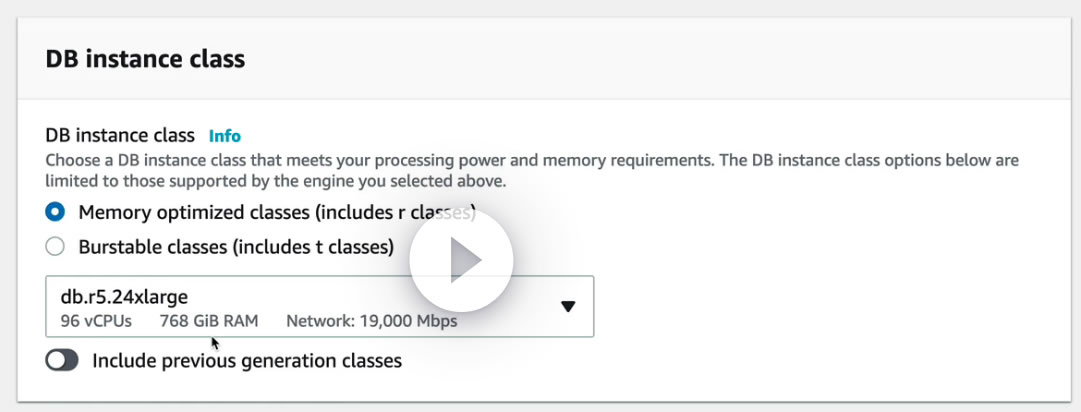 DB instance class
DB instance class Info
Choose a DB instance class that meets your processing power and memory requirements. The DB instance class options below are
limited to those supported by the engine you selected above.
Memory optimized classes (includes r classes)
Burstable classes (includes t classes)
db.r5.24xlarge
96 vCPUs 768 GiB RAM Network: 19,000 Mbps
Include previous generation classes